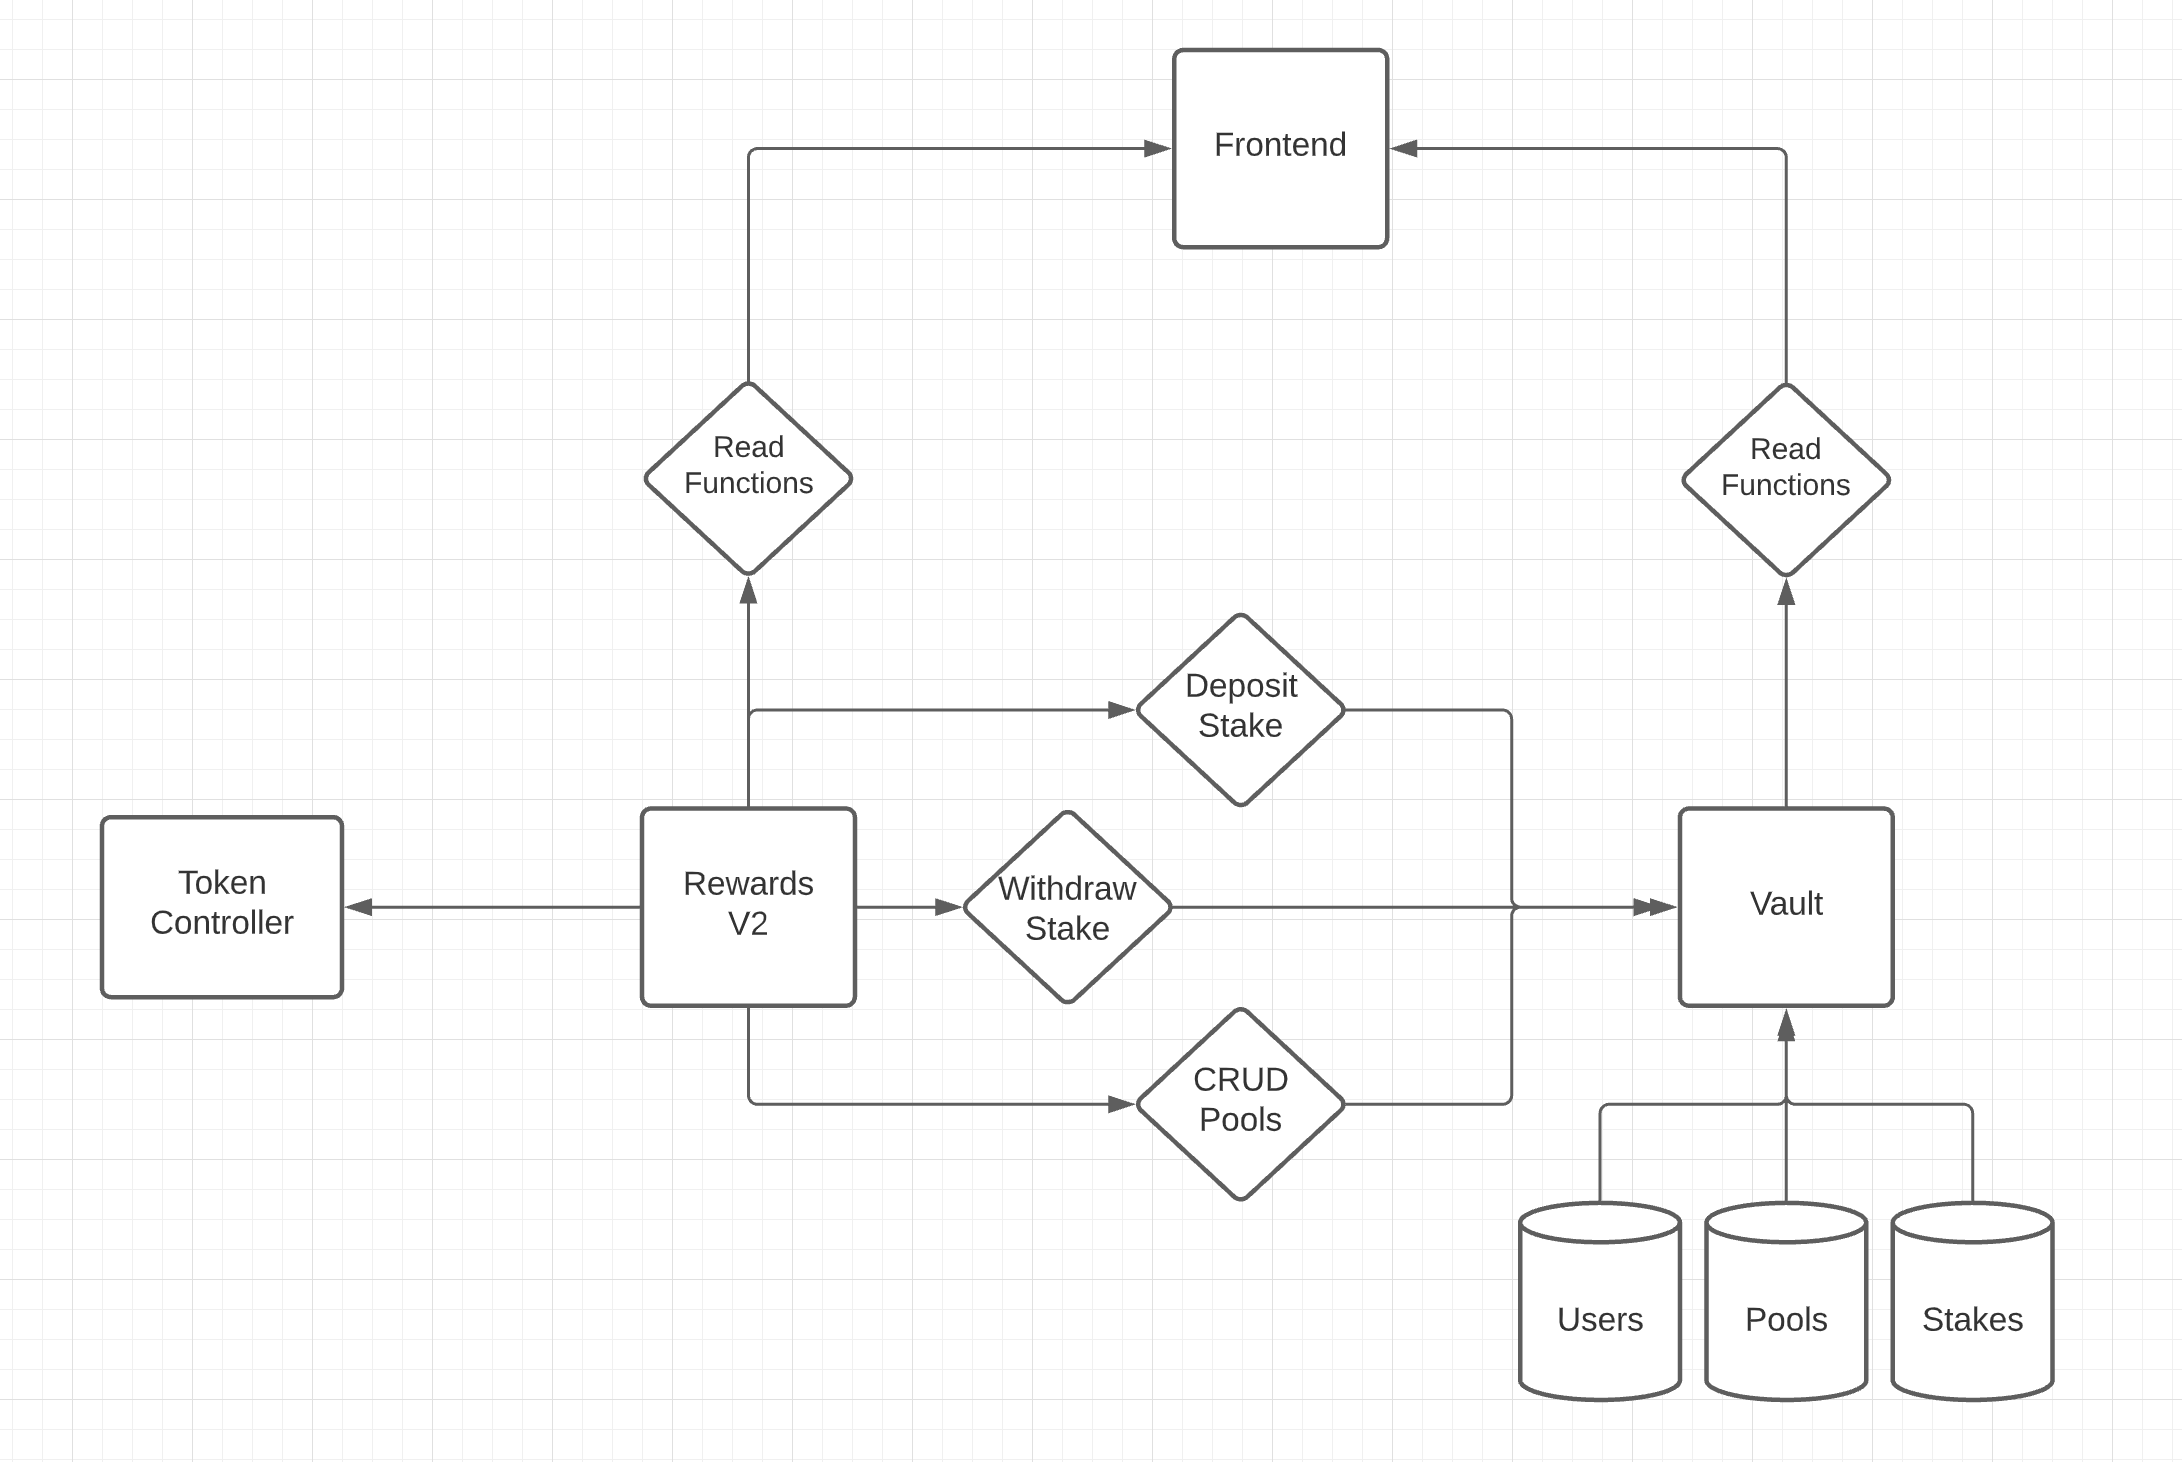 Frontend
Read
Functions
Read
Functions
Deposit
Stake
Token
Controller
Rewards
V2
Withdraw
Stake
Vault
CRUD
Pools
Users
Pools
Stakes